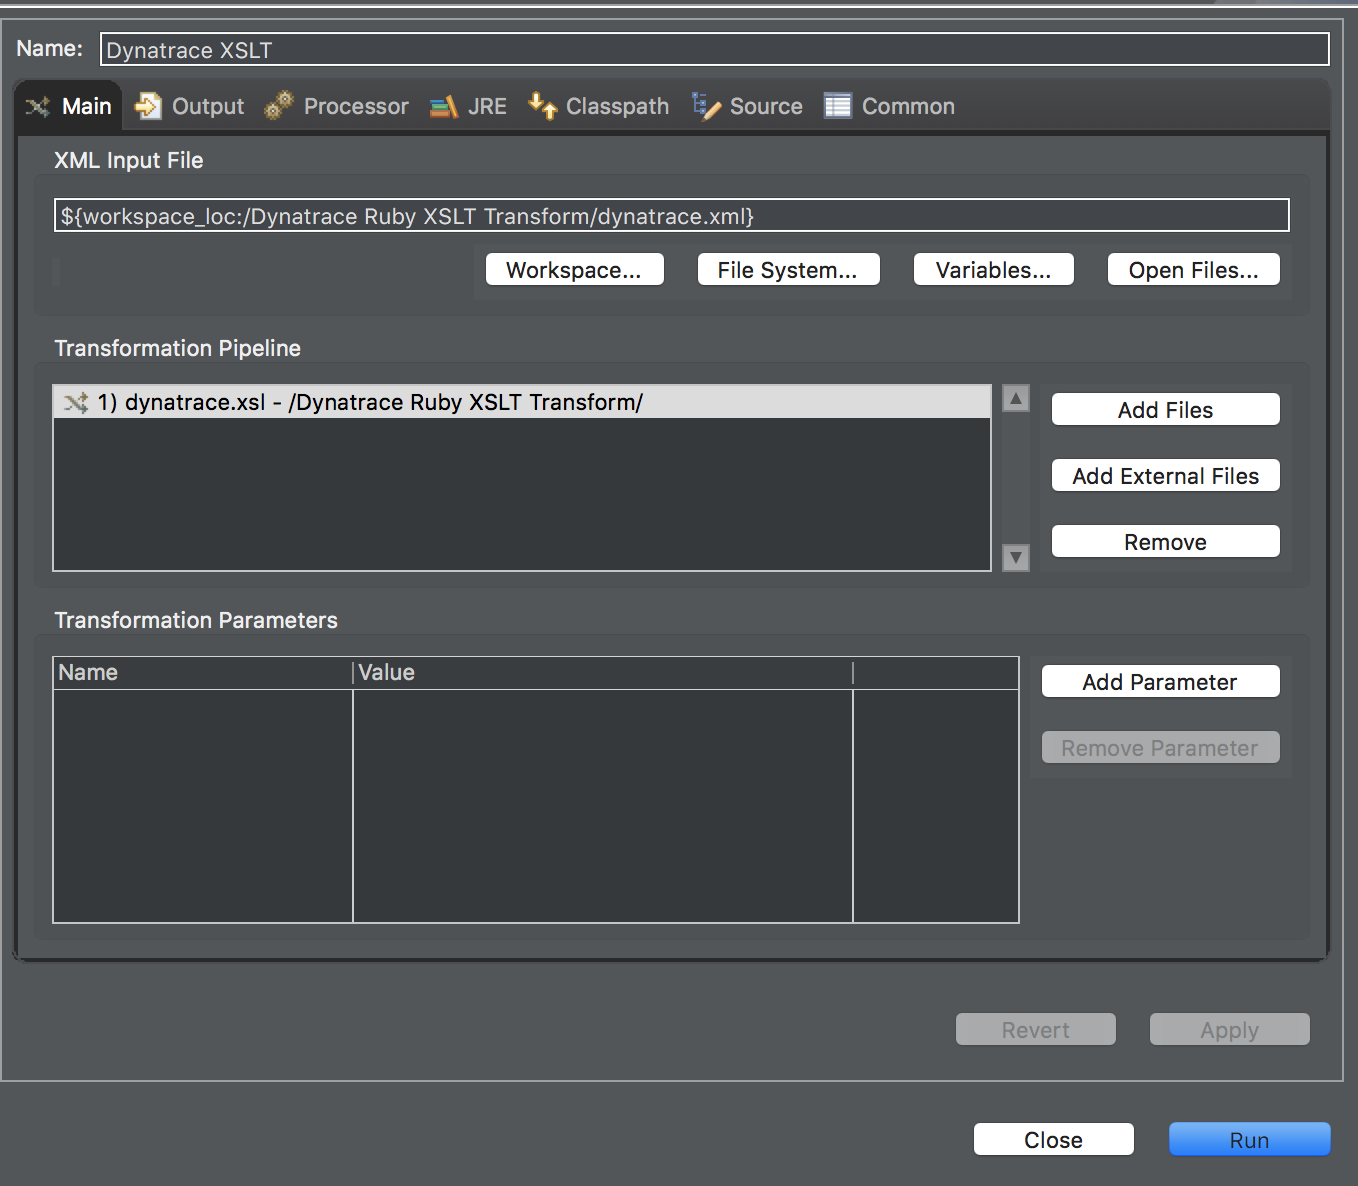 Name: Dynatrace XSLT
Main Output Processor JRE Classpath Source Common
XML Input File
${workspace_loc:/Dynatrace Ruby XSLT Transform/dynatrace.xml}
Workspace... File System... Variables... Open Files...
Transformation Pipeline
1) dynatrace.xsl - /Dynatrace Ruby XSLT Transform/
Add Files
Add External Files
Remove
Transformation Parameters
Name Value
Add Parameter
Remove Parameter
Revert Apply
Close Run